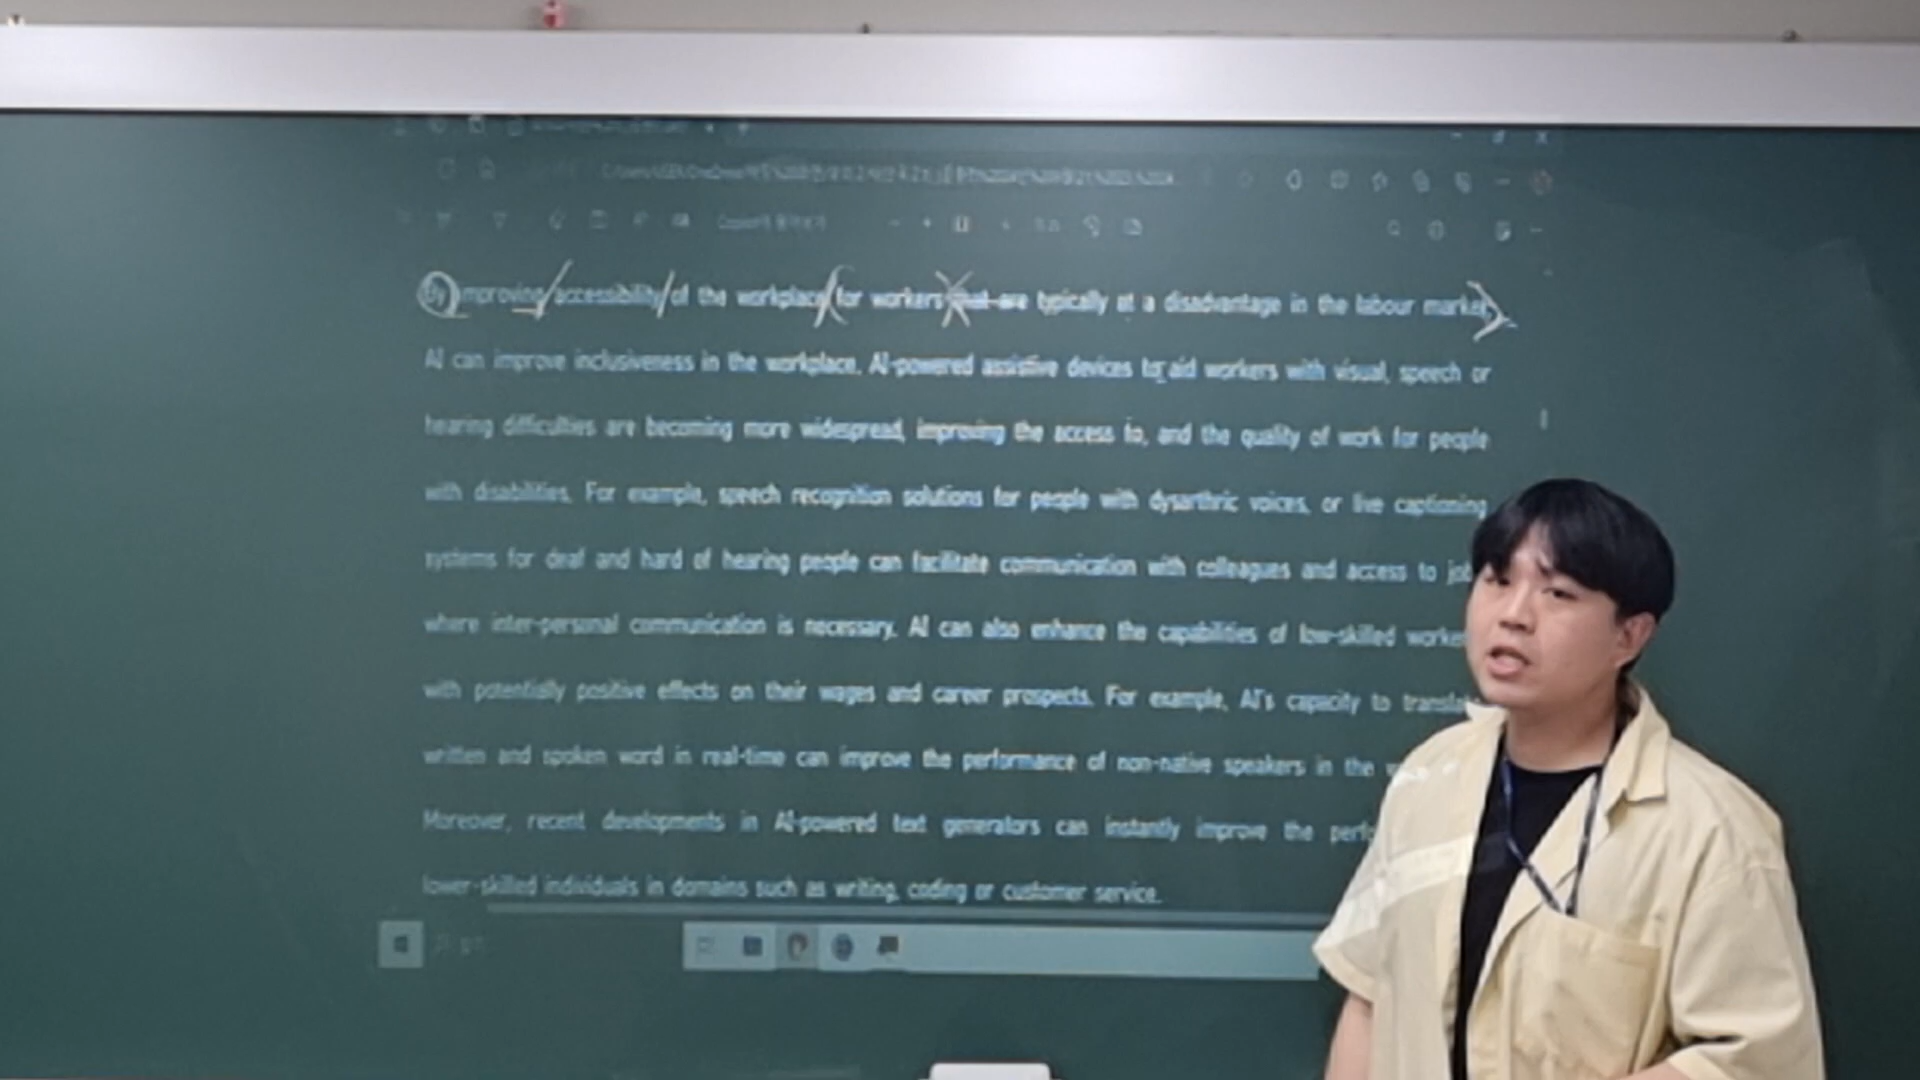 By improving accessibility of the workplace for workers that are typically at a disadvantage in the labour market,
AI can improve inclusiveness in the workplace. AI-powered assistive devices to aid workers with visual, speech or
hearing difficulties are becoming more widespread, improving the access to, and the quality of work for people
with disabilities. For example, speech recognition solutions for people with dysarthric voices, or live captioning
systems for deaf and hard of hearing people can facilitate communication with colleagues and access to
where inter-personal communication is necessary. AI can also enhance the capabilities of low-skilled
with potentially positive effects on their wages and career prospects. For example, AI's capacity to
written and spoken word in real-time can improve the performance of non-native speakers in the
Moreover, recent developments in AI-powered text generators can instantly improve the
lower-skilled individuals in domains such as writing, coding or customer service.